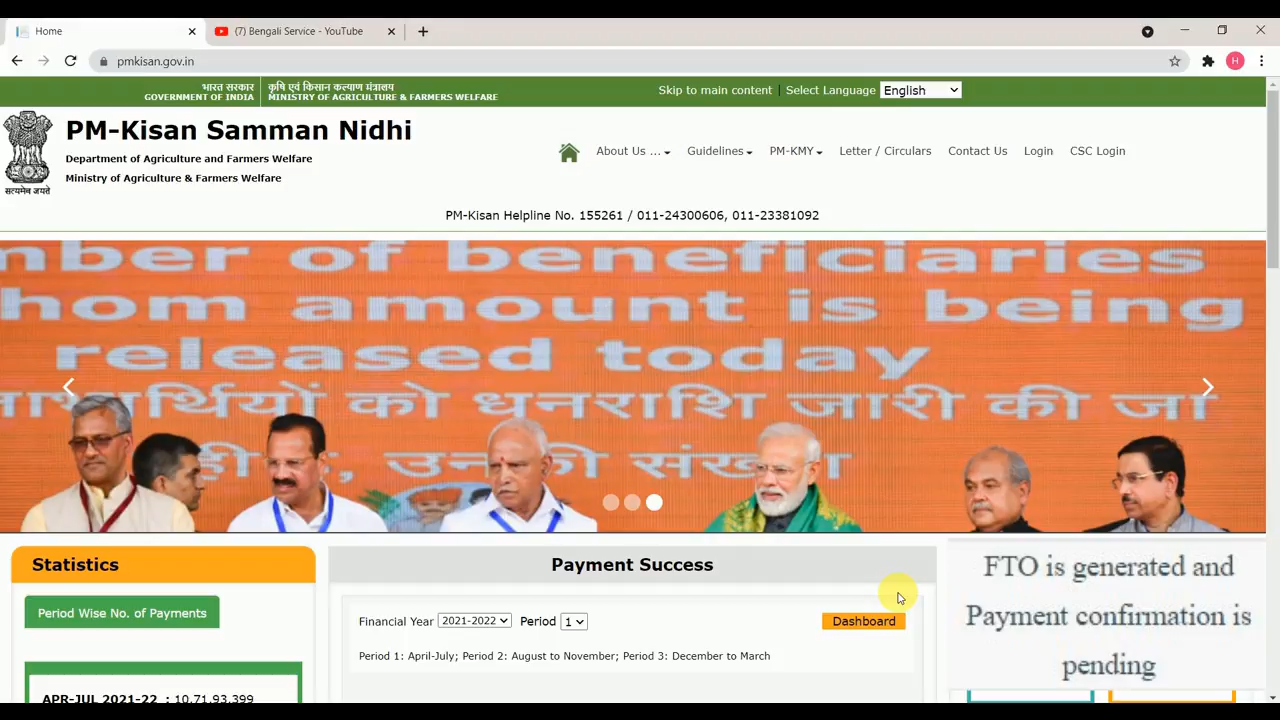 Home
(7) Bengali Service - YouTube
pmkisan.gov.in
H
भारत सरकार
GOVERNMENT OF INDIA
कृषि एवं किसान कल्याण मंत्रालय
MINISTRY OF AGRICULTURE & FARMERS WELFARE
Skip to main content
Select Language
English
PM-Kisan Samman Nidhi
Department of Agriculture and Farmers Welfare
Ministry of Agriculture & Farmers Welfare
सत्यमेव जयते
About Us ...
Guidelines
PM-KMY
Letter / Circulars
Contact Us
Login
CSC Login
PM-Kisan Helpline No. 155261 / 011-24300606, 011-23381092
mber of beneficiaries
hom amount is being
released today
को धनराशि जारी की जा
उनकी संख्या
Statistics
Period Wise No. of Payments
APR-JUL 2021-22 : 10,71,93,399
Payment Success
Financial Year 2021-2022 Period 1
Dashboard
Period 1: April-July; Period 2: August to November; Period 3: December to March
FTO is generated and
Payment confirmation is
pending